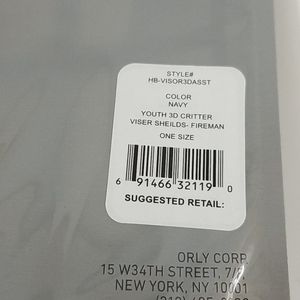 STYLE#
HB-VISOR3DASST
COLOR
NAVY
YOUTH 3D CRITTER
VISER SHEILDS- FIREMAN
ONE SIZE
6 91466 32119 0
SUGGESTED RETAIL:
ORLY CORP
15 W34TH STREET,
NEW YORK, NY 10001